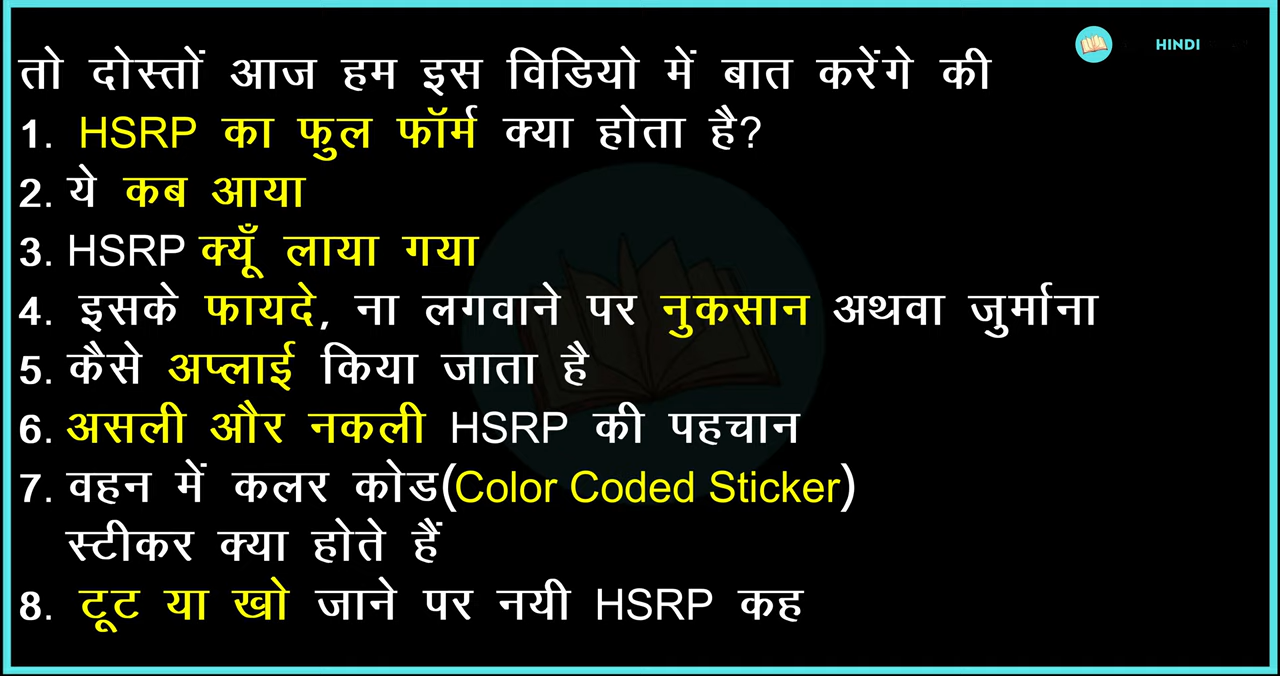 HINDI
तो दोस्तों आज हम इस विडियो में बात करेंगे की
1. HSRP का फुल फॉर्म क्या होता है?
2. ये कब आया
3. HSRP क्यूँ लाया गया
4. इसके फायदे, ना लगवाने पर नुकसान अथवा जुर्माना
5. कैसे अप्लाई किया जाता है
6. असली और नकली HSRP की पहचान
7. वहन में कलर कोड(Color Coded Sticker)
स्टीकर क्या होते हैं
8. टूट या खो जाने पर नयी HSRP कह